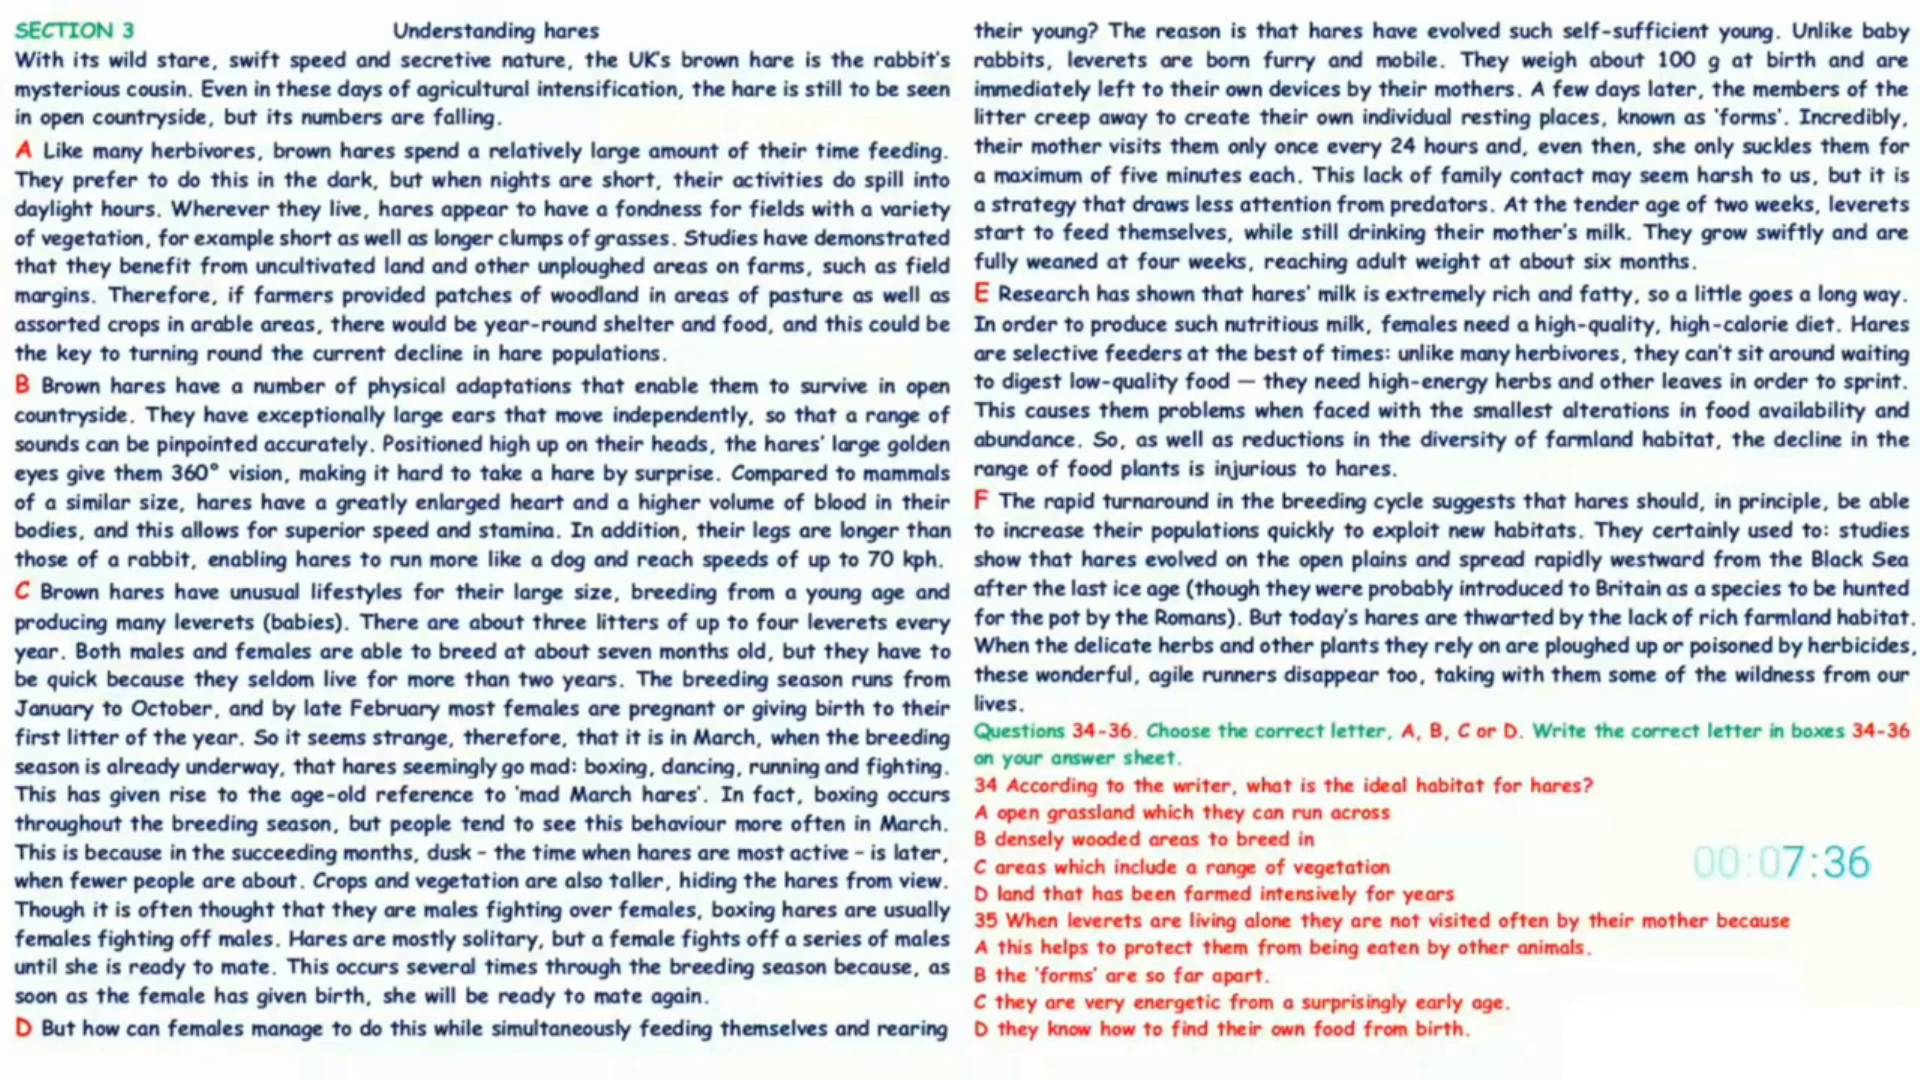 SECTION 3 Understanding hares
With its wild stare, swift speed and secretive nature, the UK's brown hare is the rabbit's
mysterious cousin. Even in these days of agricultural intensification, the hare is still to be seen
in open countryside, but its numbers are falling.
A Like many herbivores, brown hares spend a relatively large amount of their time feeding.
They prefer to do this in the dark, but when nights are short, their activities do spill into
daylight hours. Wherever they live, hares appear to have a fondness for fields with a variety
of vegetation, for example short as well as longer clumps of grasses. Studies have demonstrated
that they benefit from uncultivated land and other unploughed areas on farms, such as field
margins. Therefore, if farmers provided patches of woodland in areas of pasture as well as
assorted crops in arable areas, there would be year-round shelter and food, and this could be
the key to turning round the current decline in hare populations.
B Brown hares have a number of physical adaptations that enable them to survive in open
countryside. They have exceptionally large ears that move independently, so that a range of
sounds can be pinpointed accurately. Positioned high up on their heads, the hares' large golden
eyes give them 360° vision, making it hard to take a hare by surprise. Compared to mammals
of a similar size, hares have a greatly enlarged heart and a higher volume of blood in their
bodies, and this allows for superior speed and stamina. In addition, their legs are longer than
those of a rabbit, enabling hares to run more like a dog and reach speeds of up to 70 kph.
C Brown hares have unusual lifestyles for their large size, breeding from a young age and
producing many leverets (babies). There are about three litters of up to four leverets every
year. Both males and females are able to breed at about seven months old, but they have to
be quick because they seldom live for more than two years. The breeding season runs from
January to October, and by late February most females are pregnant or giving birth to their
first litter of the year. So it seems strange, therefore, that it is in March, when the breeding
season is already underway, that hares seemingly go mad: boxing, dancing, running and fighting.
This has given rise to the age-old reference to 'mad March hares'. In fact, boxing occurs
throughout the breeding season, but people tend to see this behaviour more often in March.
This is because in the succeeding months, dusk - the time when hares are most active - is later,
when fewer people are about. Crops and vegetation are also taller, hiding the hares from view.
Though it is often thought that they are males fighting over females, boxing hares are usually
females fighting off males. Hares are mostly solitary, but a female fights off a series of males
until she is ready to mate. This occurs several times through the breeding season because, as
soon as the female has given birth, she will be ready to mate again.
D But how can females manage to do this while simultaneously feeding themselves and rearing
their young? The reason is that hares have evolved such self-sufficient young. Unlike baby
rabbits, leverets are born furry and mobile. They weigh about 100 g at birth and are
immediately left to their own devices by their mothers. A few days later, the members of the
litter creep away to create their own individual resting places, known as 'forms'. Incredibly,
their mother visits them only once every 24 hours and, even then, she only suckles them for
a maximum of five minutes each. This lack of family contact may seem harsh to us, but it is
a strategy that draws less attention from predators. At the tender age of two weeks, leverets
start to feed themselves, while still drinking their mother's milk. They grow swiftly and are
fully weaned at four weeks, reaching adult weight at about six months.
E Research has shown that hares' milk is extremely rich and fatty, so a little goes a long way.
In order to produce such nutritious milk, females need a high-quality, high-calorie diet. Hares
are selective feeders at the best of times: unlike many herbivores, they can't sit around waiting
to digest low-quality food — they need high-energy herbs and other leaves in order to sprint.
This causes them problems when faced with the smallest alterations in food availability and
abundance. So, as well as reductions in the diversity of farmland habitat, the decline in the
range of food plants is injurious to hares.
F The rapid turnaround in the breeding cycle suggests that hares should, in principle, be able
to increase their populations quickly to exploit new habitats. They certainly used to: studies
show that hares evolved on the open plains and spread rapidly westward from the Black Sea
after the last ice age (though they were probably introduced to Britain as a species to be hunted
for the pot by the Romans). But today's hares are thwarted by the lack of rich farmland habitat.
When the delicate herbs and other plants they rely on are ploughed up or poisoned by herbicides,
these wonderful, agile runners disappear too, taking with them some of the wildness from our
lives.
Questions 34-36. Choose the correct letter, A, B, C or D. Write the correct letter in boxes 34-36
on your answer sheet.
34 According to the writer, what is the ideal habitat for hares?
A open grassland which they can run across
B densely wooded areas to breed in
C areas which include a range of vegetation
D land that has been farmed intensively for years
00:07:36
35 When leverets are living alone they are not visited often by their mother because
A this helps to protect them from being eaten by other animals.
B the 'forms' are so far apart.
C they are very energetic from a surprisingly early age.
D they know how to find their own food from birth.